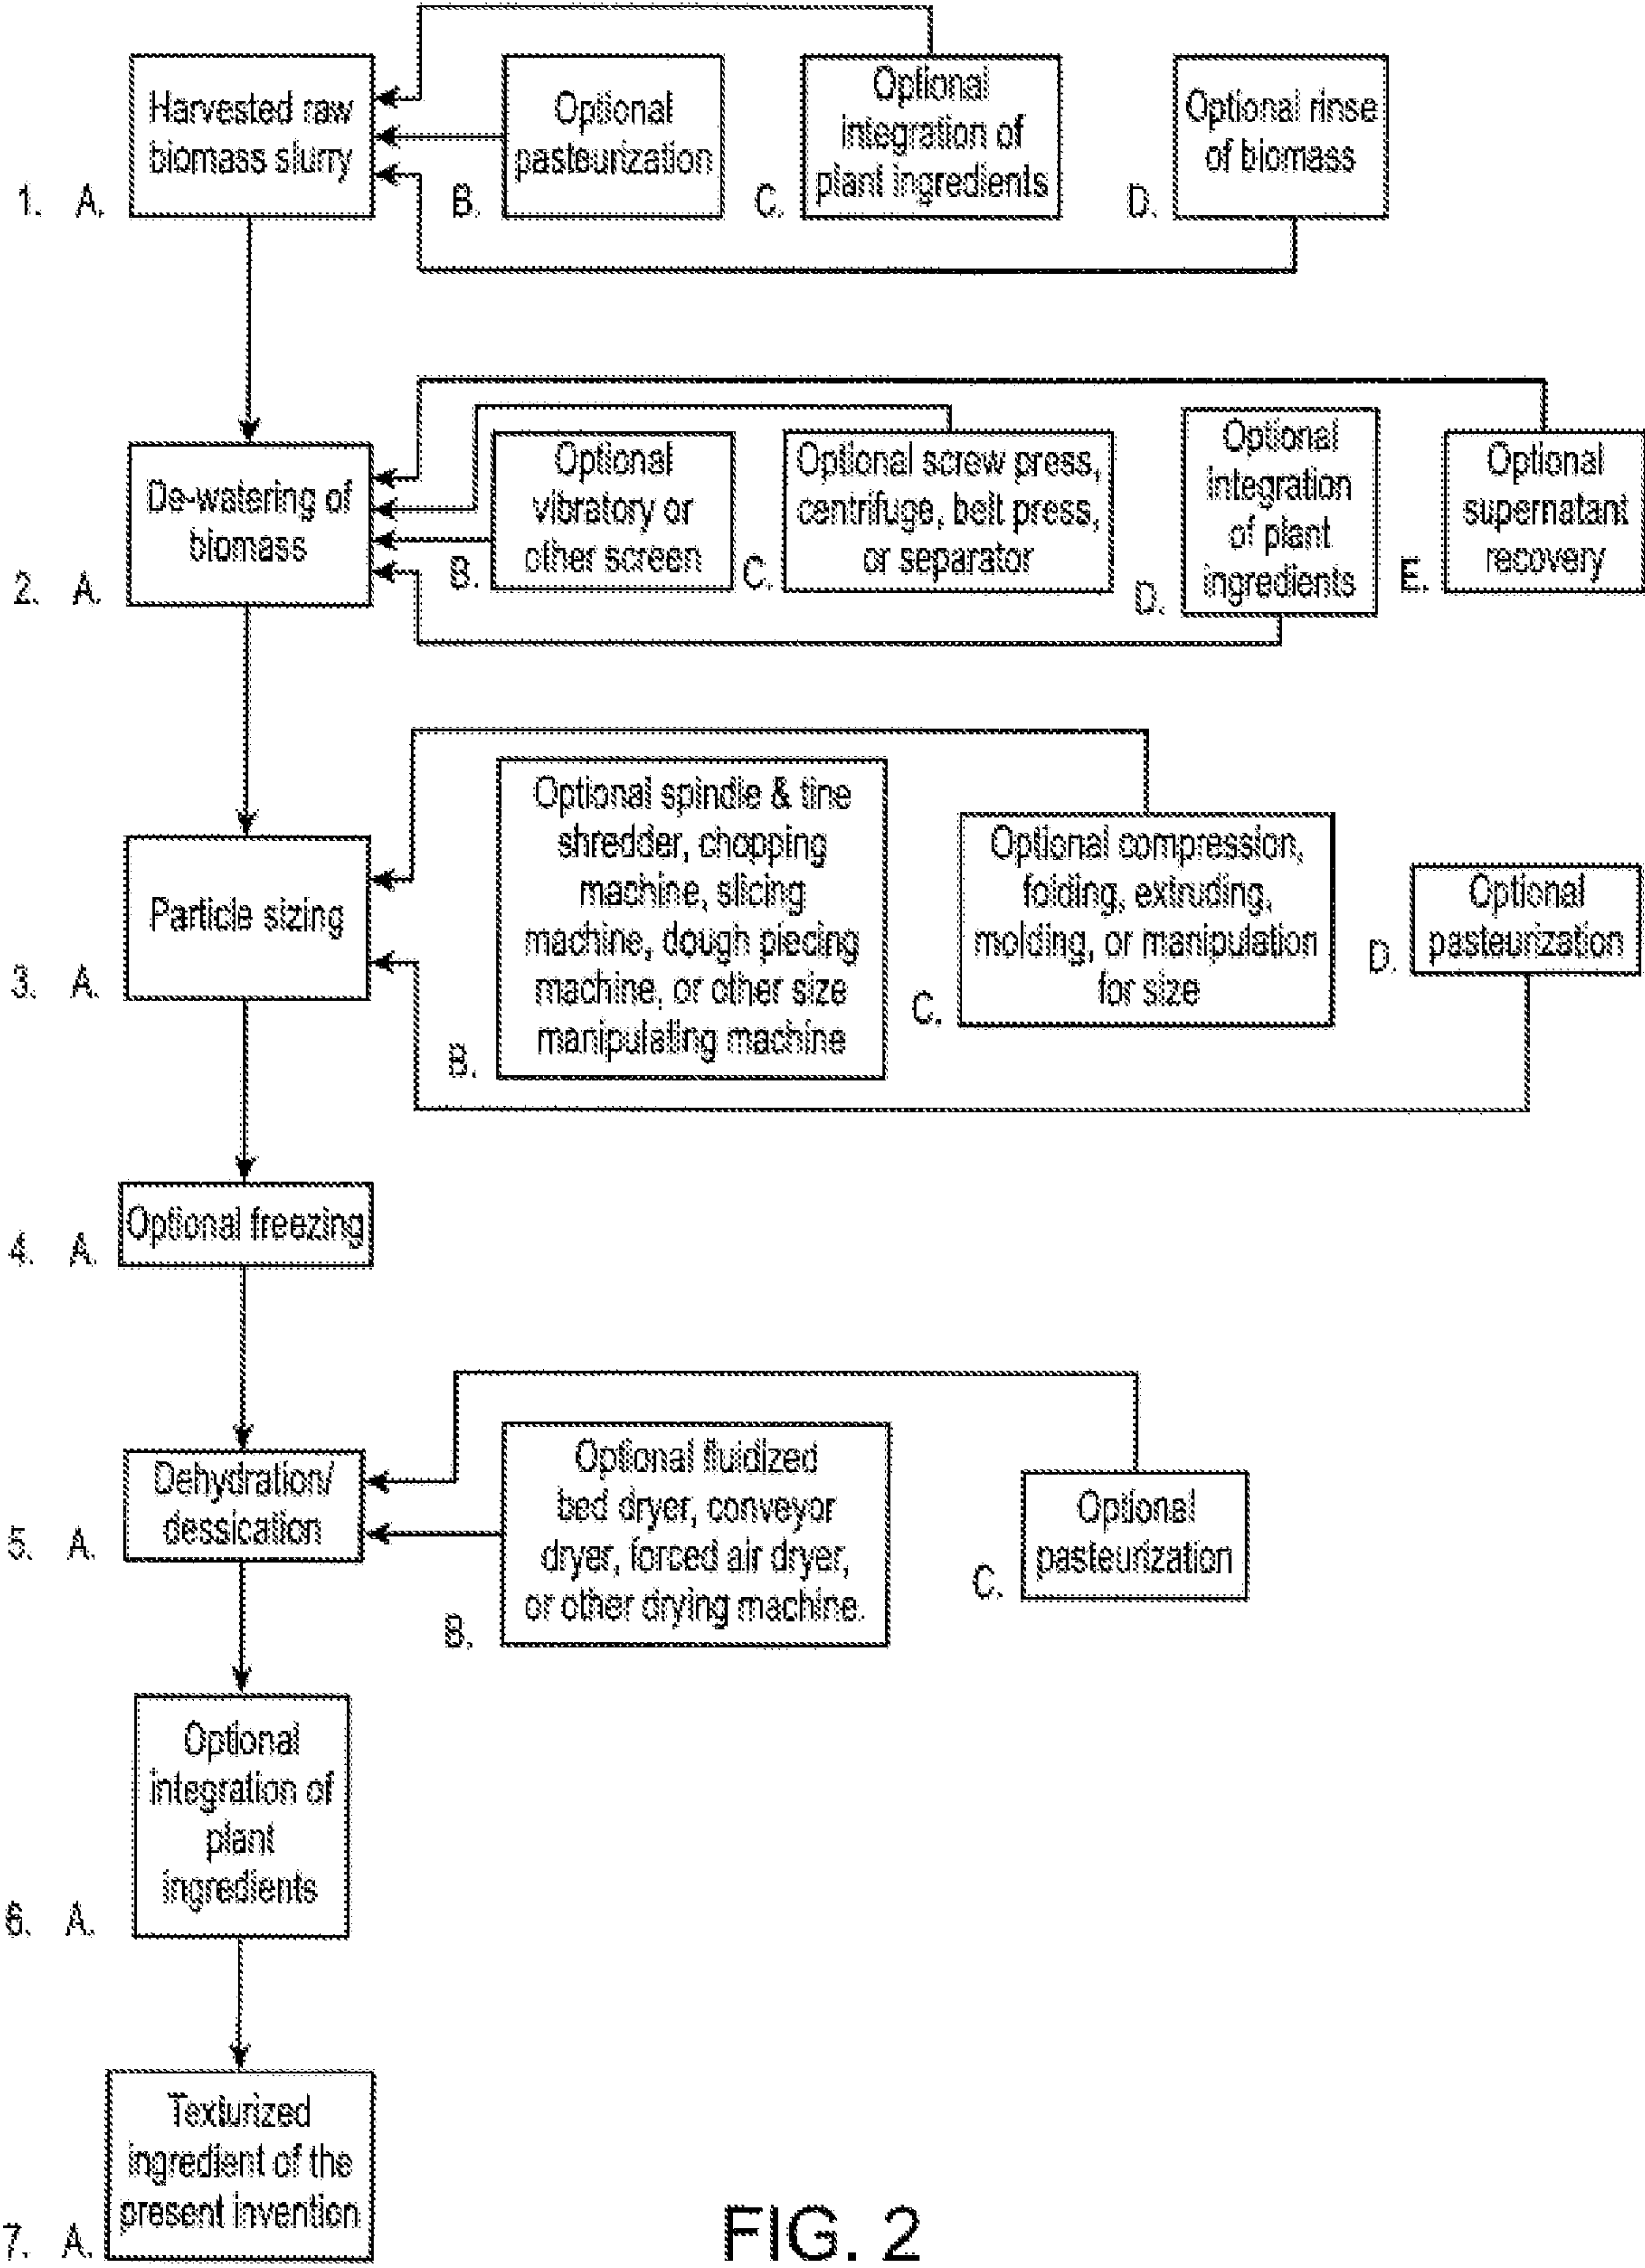 1. A.
Harvested raw
biomass slurry
B.
Optional
pasteurization
C.
Optional
integration of
plant ingredients
D.
Optional rinse
of biomass
2. A.
De-watering of
biomass
B.
Optional
vibratory or
other screen
C.
Optional screw press,
centrifuge, belt press,
or separator
D.
Optional
integration
of plant
ingredients
E.
Optional
supernatant
recovery
3. A.
Particle sizing
B.
Optional spindle & tine
shredder, chopping
machine, slicing
machine, dough piecing
machine, or other size
manipulating machine
C.
Optional compression,
folding, extruding,
molding, or manipulation
for size
D.
Optional
pasteurization
4. A.
Optional freezing
5. A.
Dehydration/
dessication
B.
Optional fluidized
bed dryer, conveyor
dryer, forced air dryer,
or other drying machine.
C.
Optional
pasteurization
6. A.
Optional
integration of
plant
ingredients
7. A.
Texturized
ingredient of the
present invention
FIG. 2